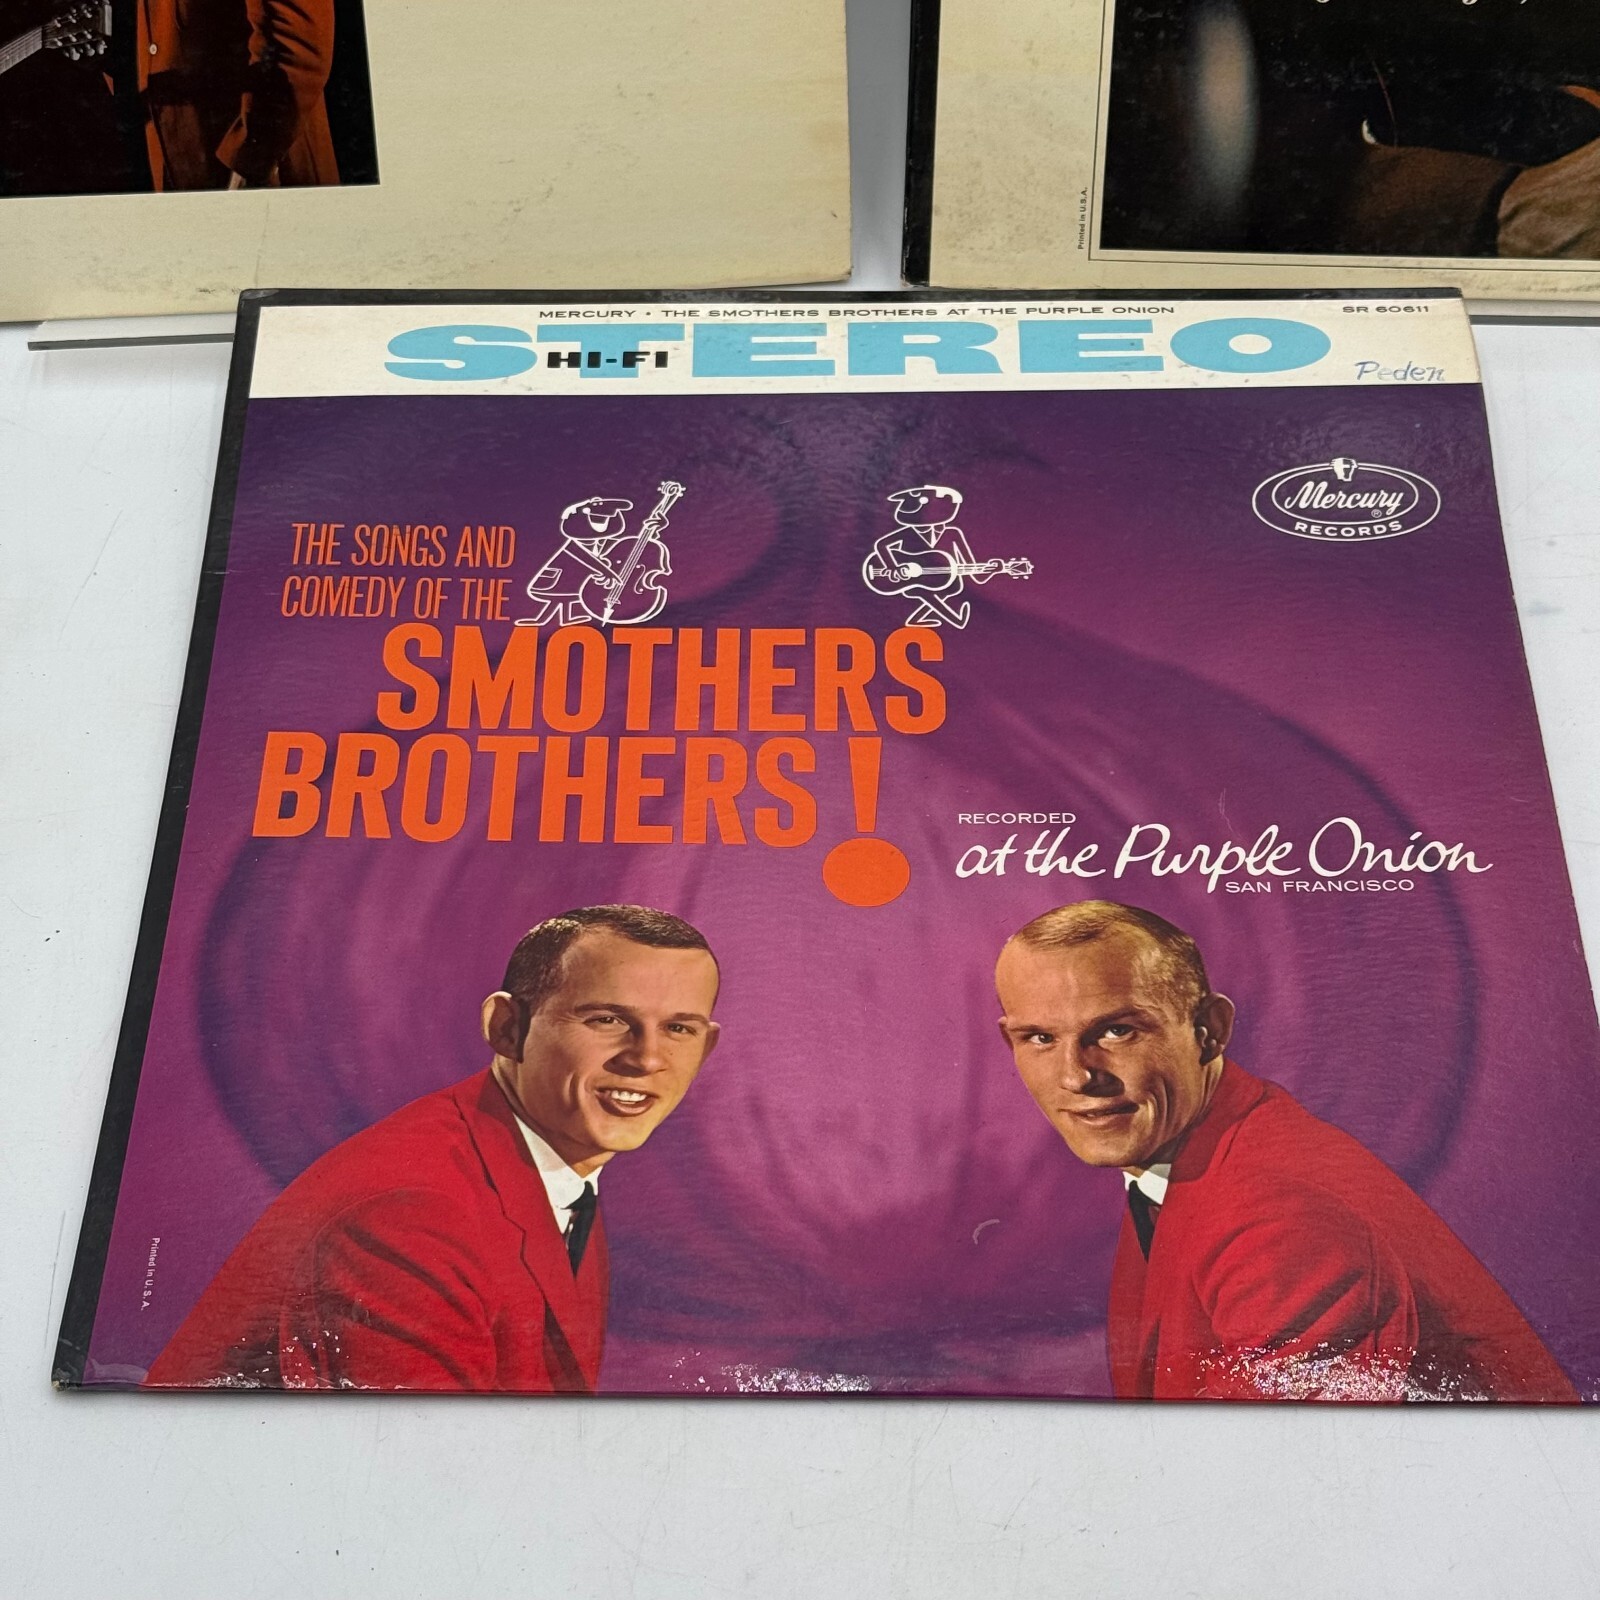 Printed in U.S.A.
MERCURY • THE SMOTHERS BROTHERS AT THE PURPLE ONION
SR 60611
STEREO
HI-FI
Peden
Mercury ®
RECORDS
THE SONGS AND
COMEDY OF THE
SMOTHERS
BROTHERS!
RECORDED
at the Purple Onion
SAN FRANCISCO
Printed in U.S.A.